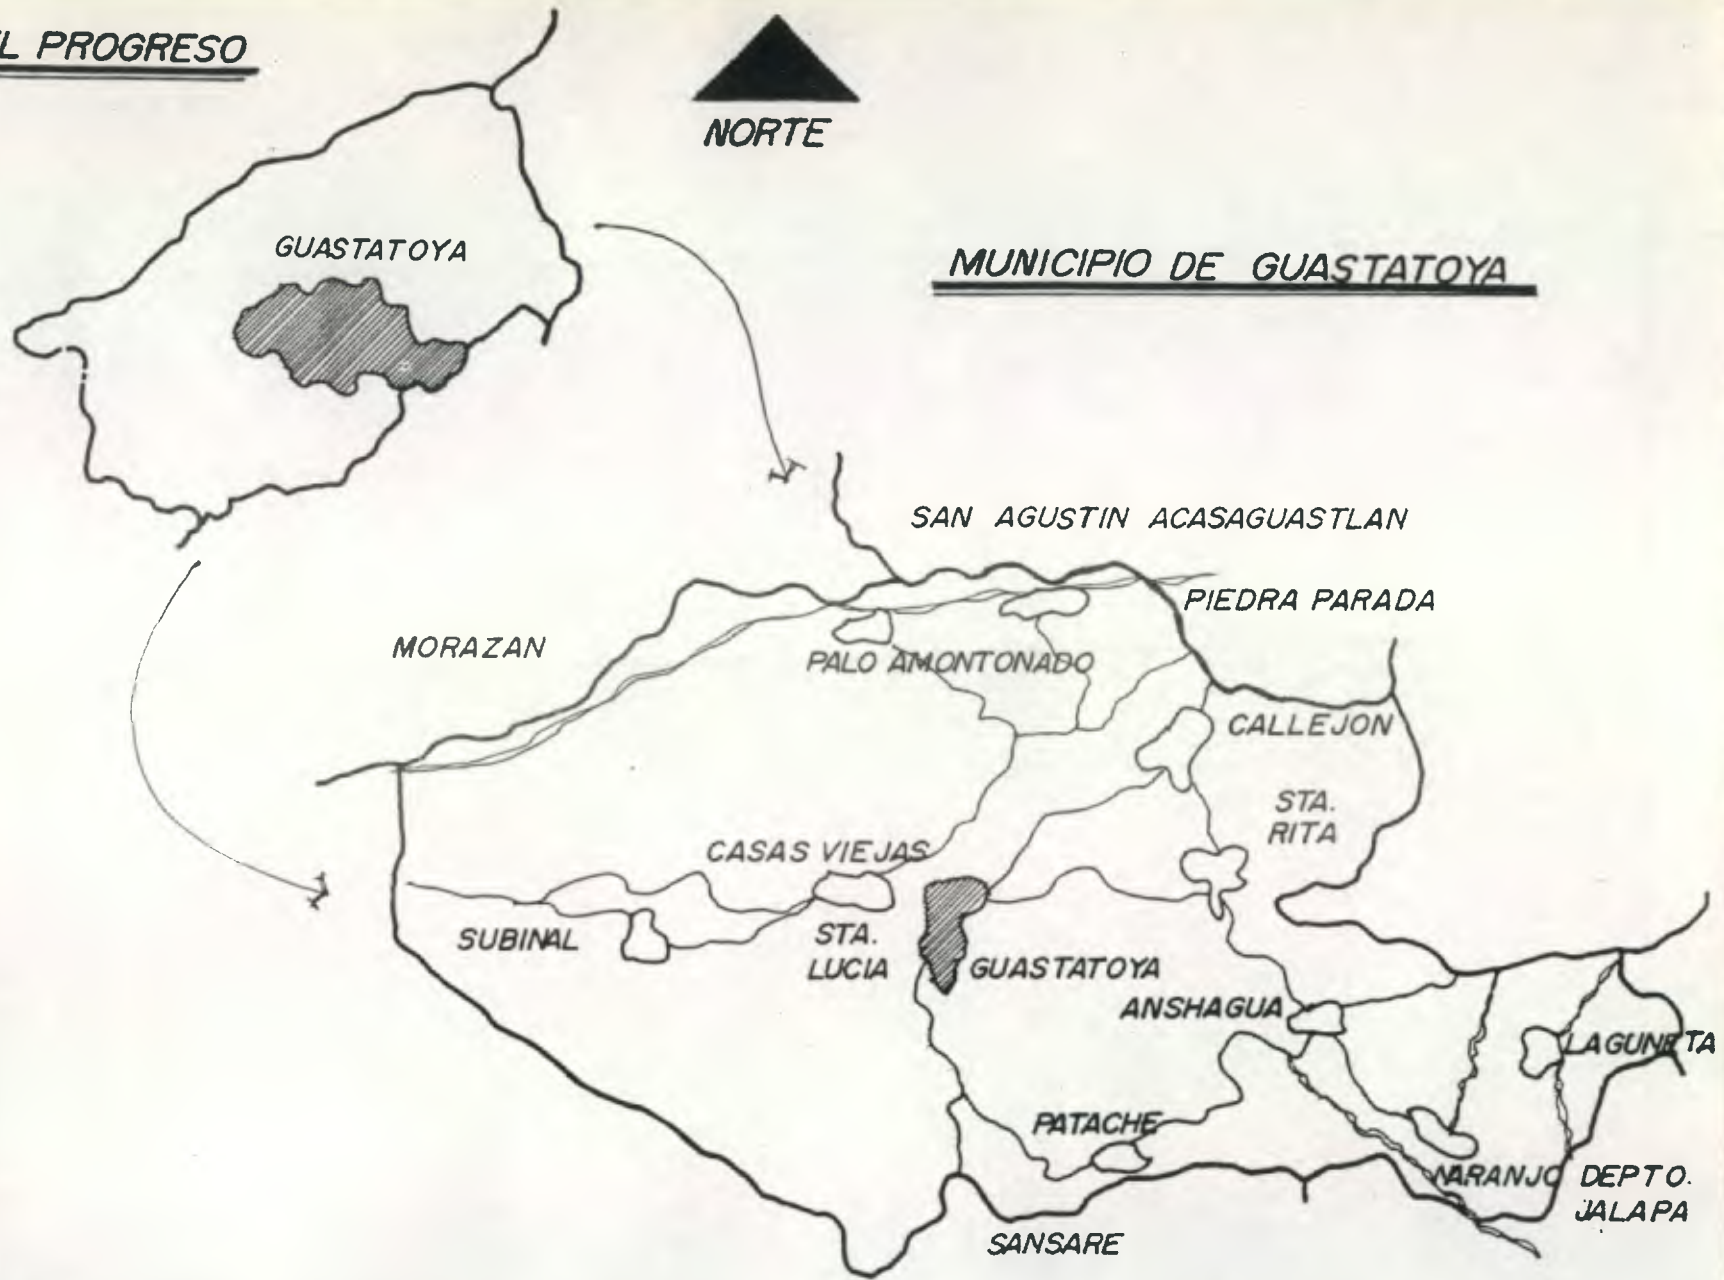 L PROGRESO
NORTE
GUASTATOYA
MUNICIPIO DE GUASTATOYA
SAN AGUSTIN ACASAGUASTLAN
PIEDRA PARADA
MORAZAN
PALO AMONTONADO
CALLEJON
STA.
RITA
CASAS VIEJAS
SUBINAL
STA.
LUCIA
GUASTATOYA
ANSHAGUA
LAGUNETA
PATACHE
NARANJO
DEPTO.
JALAPA
SANSARE